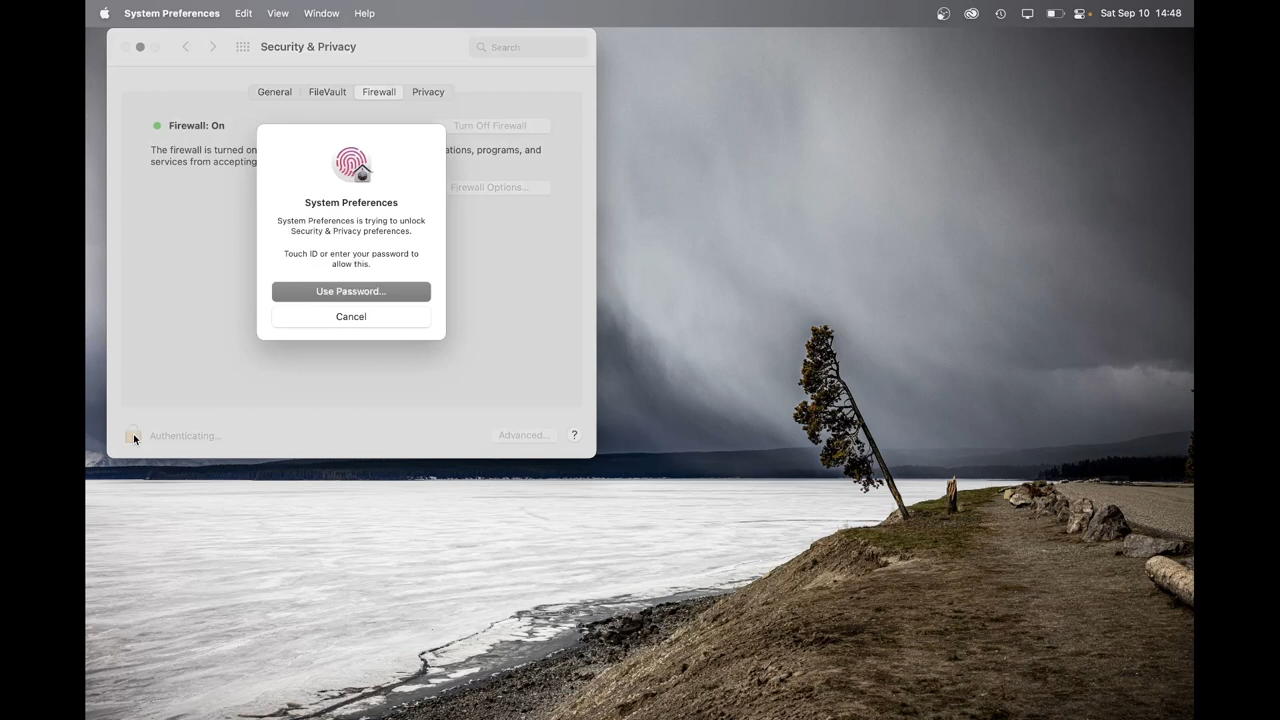 System Preferences Edit View Window Help Sat Sep 10 14:48
Security & Privacy Search
General FileVault Firewall Privacy
Firewall: On Turn Off Firewall
The firewall is turned on ations, programs, and
services from accepting
Firewall Options...
System Preferences
System Preferences is trying to unlock
Security & Privacy preferences.
Touch ID or enter your password to
allow this.
Use Password...
Cancel
Authenticating... Advanced... ?